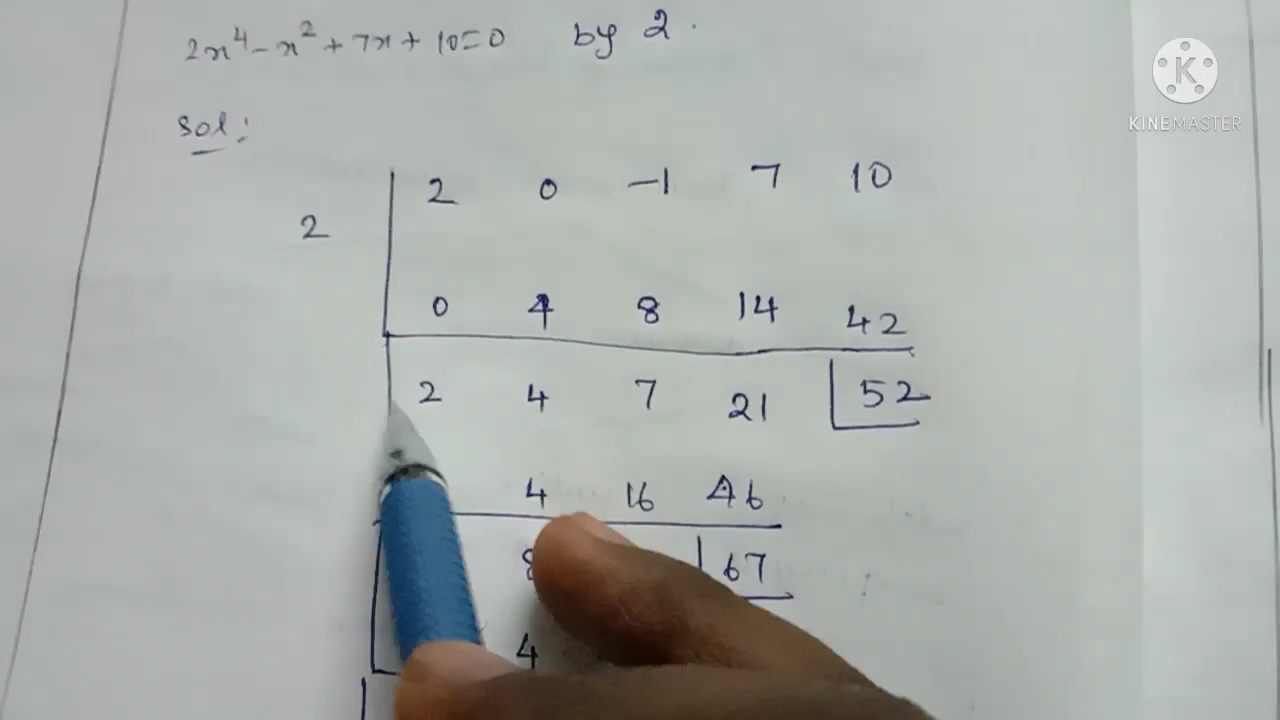 2x⁴ - x² + 7x + 10 = 0 by 2.
K
KINEMASTER
Sol:
2 0 -1 7 10
2
0 4 8 14 42
2 4 7 21 52
4 16 46
8 67
4